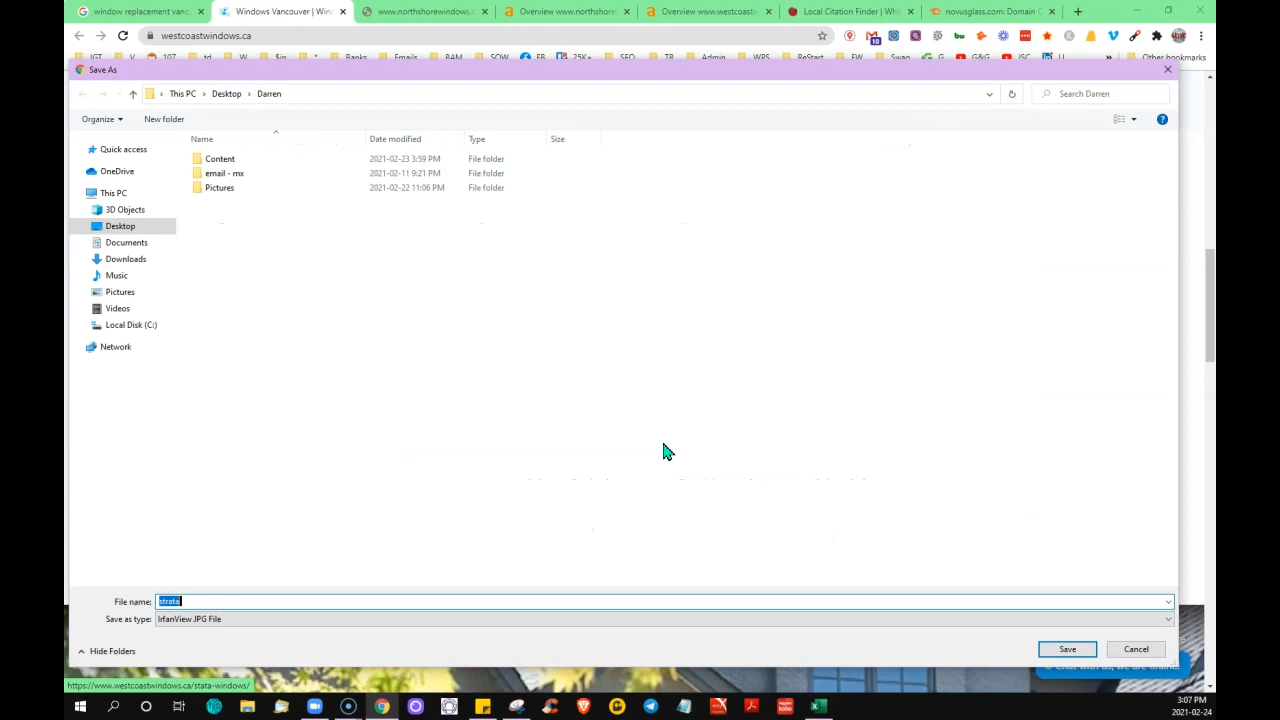 window replacement vanc
Windows Vancouver | Win
www.northshorewindows.
Overview www.northshore
Overview www.westcoast
Local Citation Finder | Whi
novusglass.com: Domain O
westcoastwindows.ca
10
Other bookmarks
Save As
This PC > Desktop > Darren
Search Darren
Organize
New folder
Name
Date modified
Type
Size
Quick access
OneDrive
This PC
3D Objects
Desktop
Documents
Downloads
Music
Pictures
Videos
Local Disk (C:)
Network
Content 2021-02-23 3:59 PM File folder
email - mx 2021-02-11 9:21 PM File folder
Pictures 2021-02-22 11:06 PM File folder
File name: strata
Save as type: IrfanView JPG File
Hide Folders
Save
Cancel
https://www.westcoastwindows.ca/stata-windows/
3:07 PM
2021-02-24